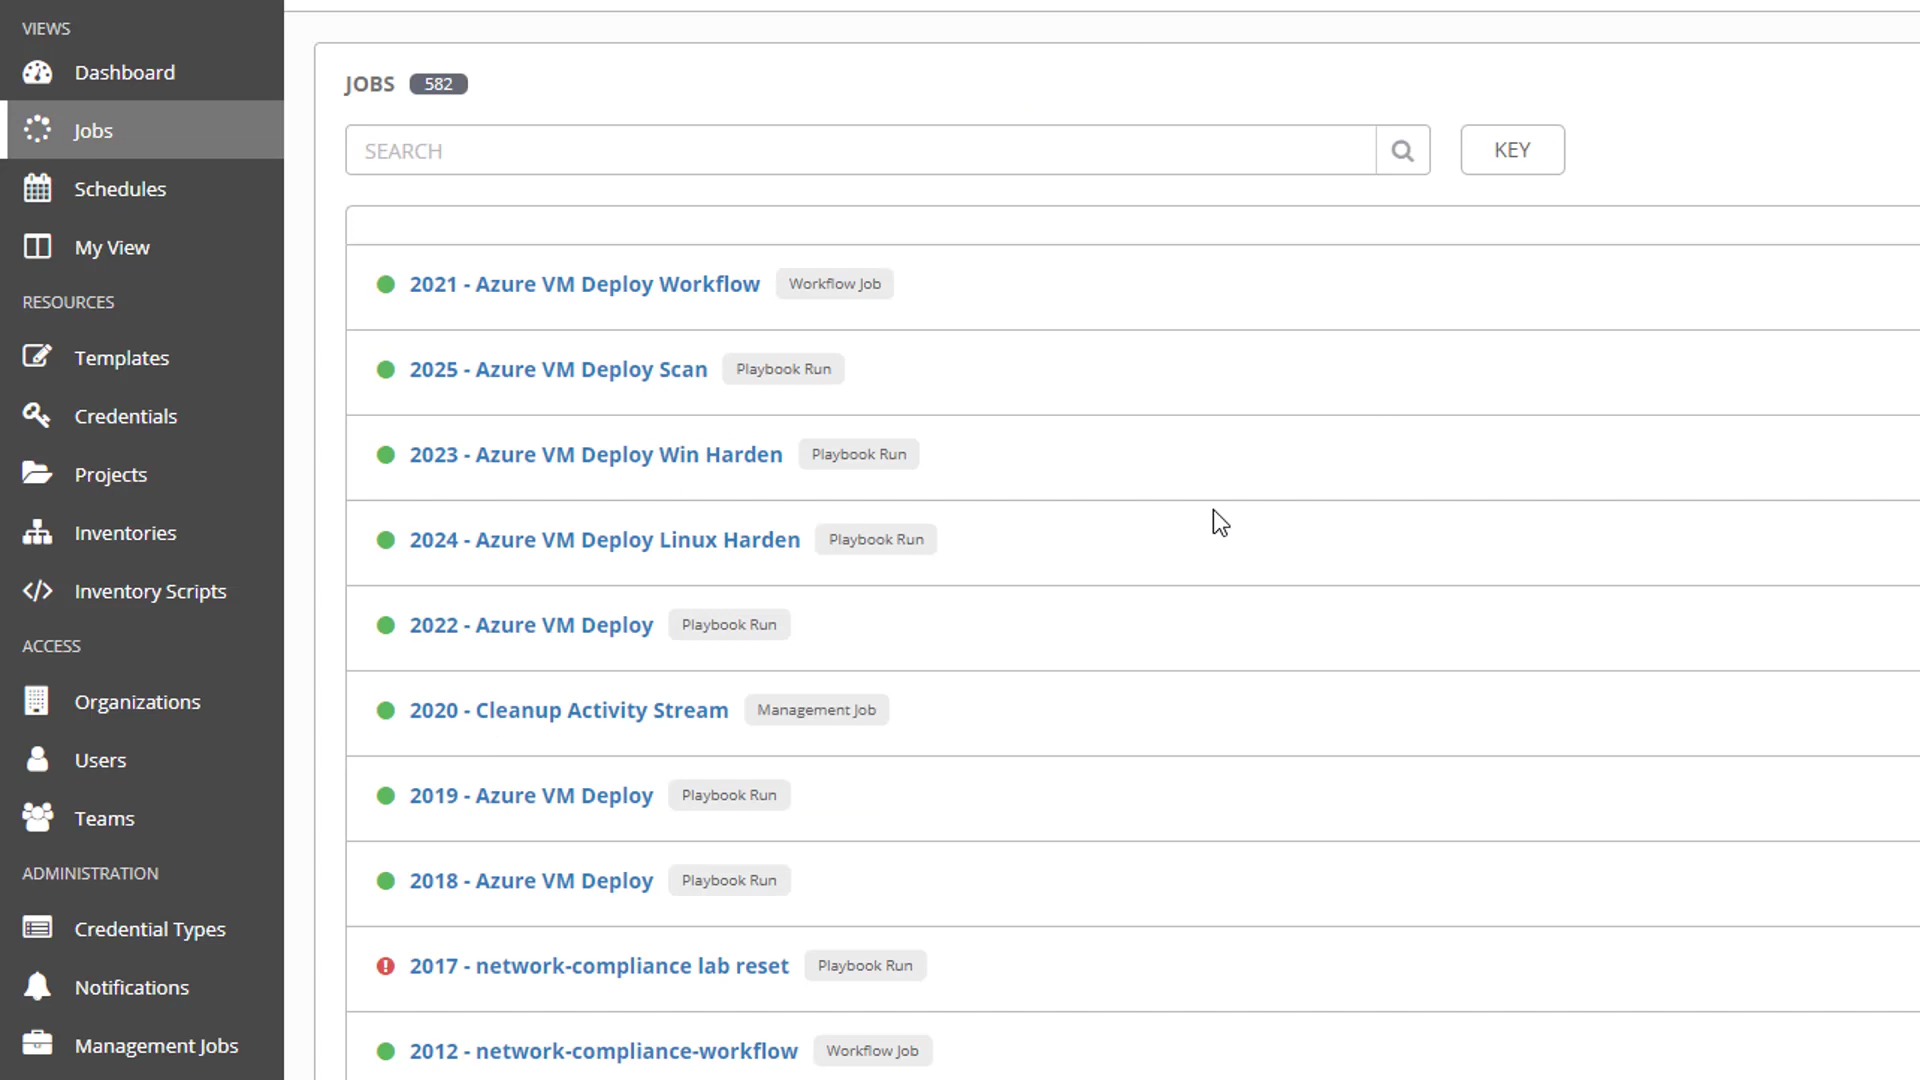 VIEWS
Dashboard
Jobs
Schedules
My View
RESOURCES
Templates
Credentials
Projects
Inventories
Inventory Scripts
ACCESS
Organizations
Users
Teams
ADMINISTRATION
Credential Types
Notifications
Management Jobs
JOBS 582
SEARCH
KEY
2021 - Azure VM Deploy Workflow Workflow Job
2025 - Azure VM Deploy Scan Playbook Run
2023 - Azure VM Deploy Win Harden Playbook Run
2024 - Azure VM Deploy Linux Harden Playbook Run
2022 - Azure VM Deploy Playbook Run
2020 - Cleanup Activity Stream Management Job
2019 - Azure VM Deploy Playbook Run
2018 - Azure VM Deploy Playbook Run
2017 - network-compliance lab reset Playbook Run
2012 - network-compliance-workflow Workflow Job